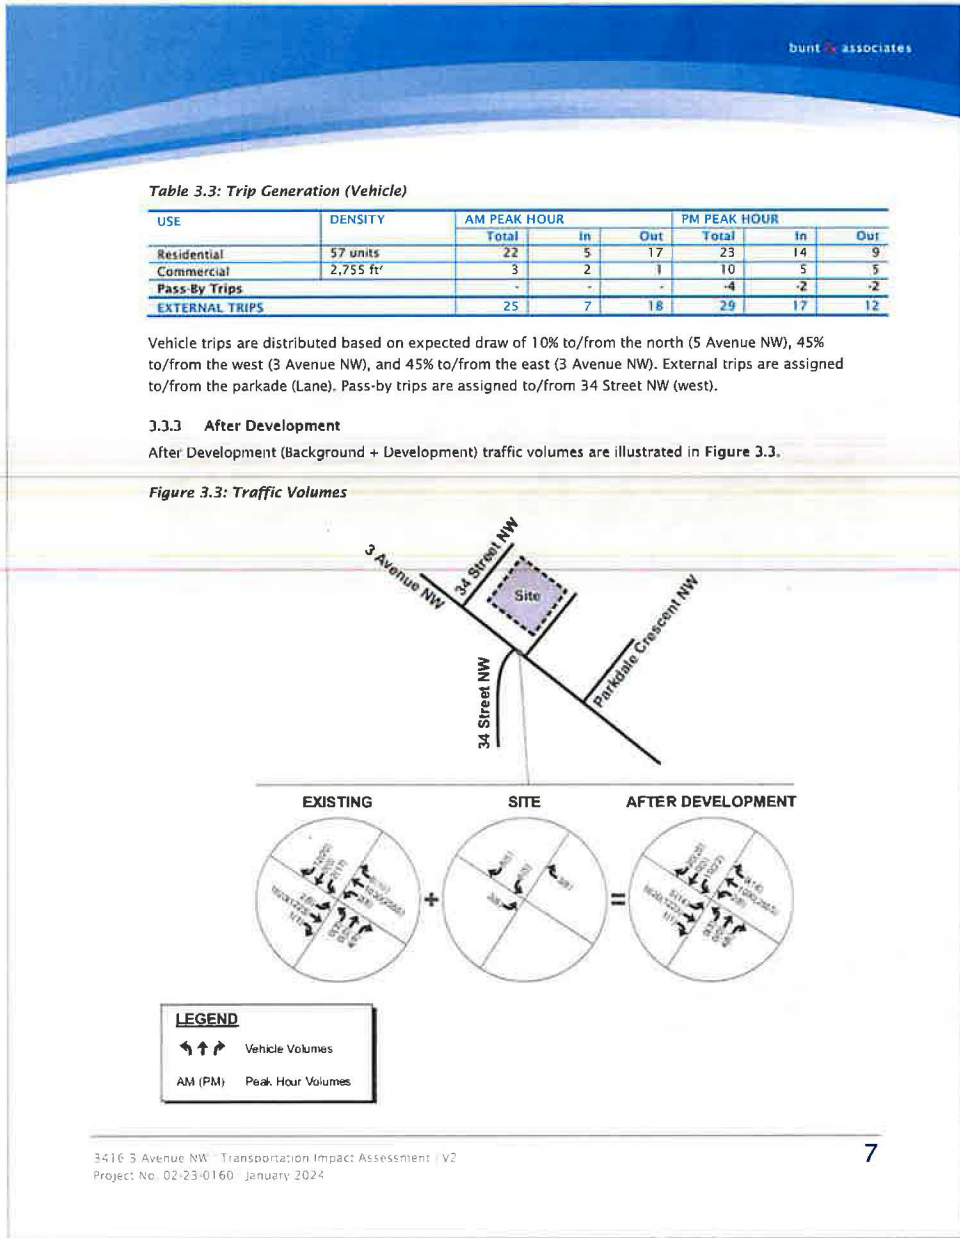 bunt & associates
Table 3.3: Trip Generation (Vehicle)
USE DENSITY AM PEAK HOUR PM PEAK HOUR
Total In Out Total In Out
Residential 57 units 22 5 17 23 14 9
Commercial 2,755 ft² 3 2 1 10 5 5
Pass-By Trips - - - -4 -2 -2
EXTERNAL TRIPS 25 7 18 29 17 12
Vehicle trips are distributed based on expected draw of 10% to/from the north (5 Avenue NW), 45%
to/from the west (3 Avenue NW), and 45% to/from the east (3 Avenue NW). External trips are assigned
to/from the parkade (Lane). Pass-by trips are assigned to/from 34 Street NW (west).
3.3.3 After Development
After Development (Background + Development) traffic volumes are illustrated in Figure 3.3.
Figure 3.3: Traffic Volumes
3 Avenue NW
34 Street NW
Site
Parkdale Crescent NW
34 Street NW
EXISTING SITE AFTER DEVELOPMENT
+ =
LEGEND
Vehicle Volumes
AM (PM) Peak Hour Volumes
3416 3 Avenue NW Transportation Impact Assessment | V2
Project No. 02-23-0160 January 2024
7